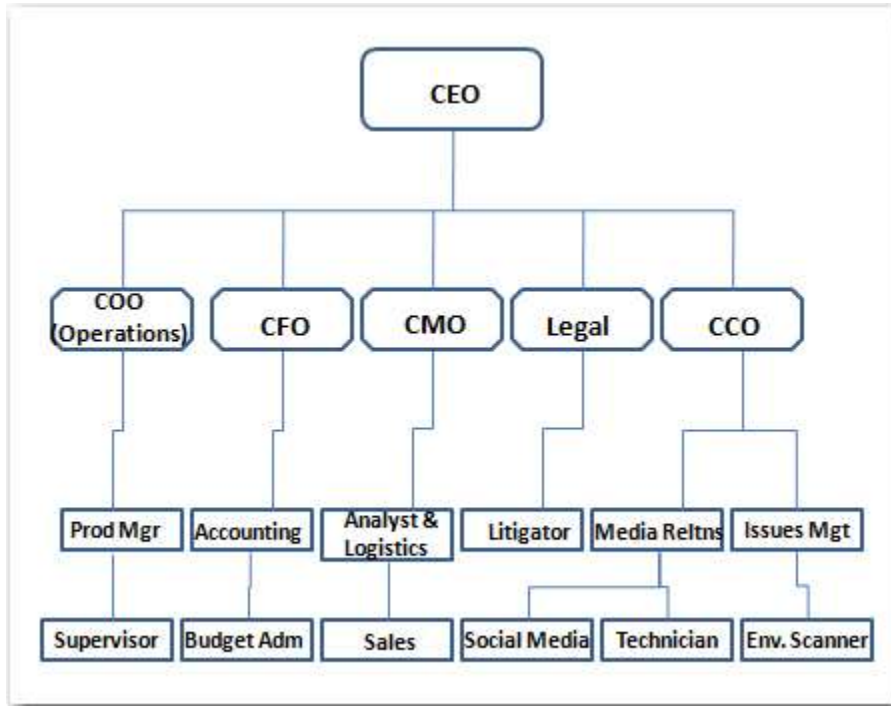 CEO
COO
(Operations)
CFO
CMO
Legal
CCO
Prod Mgr
Accounting
Analyst &
Logistics
Litigator
Media Reltns
Issues Mgt
Supervisor
Budget Adm
Sales
Social Media
Technician
Env. Scanner